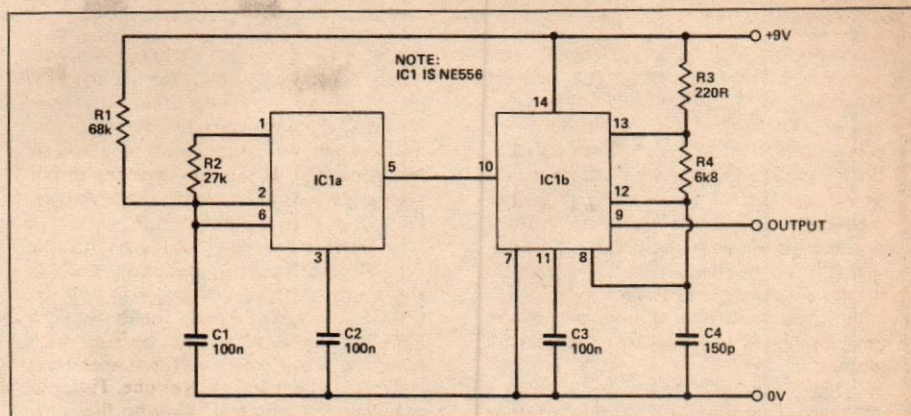 +9V
NOTE:
IC1 IS NE556
R3
220R
14
R1
68k
1
13
R2
27k
R4
6k8
IC1a
5
10
IC1b
2
12
6
9
OUTPUT
3
7
11
8
C1
100n
C2
100n
C3
100n
C4
150p
0V